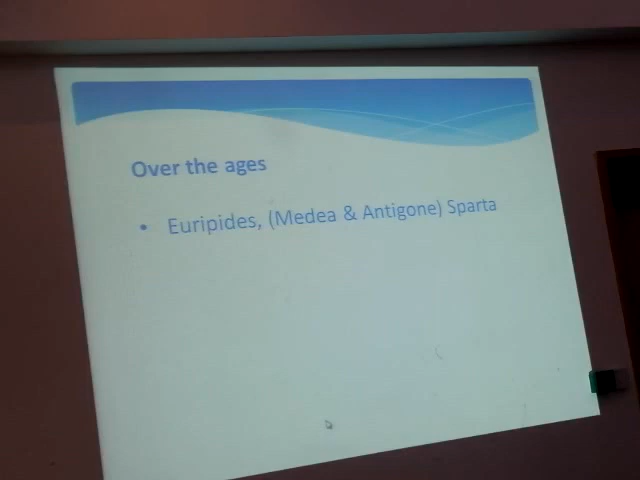 Over the ages
• Euripides, (Medea & Antigone) Sparta